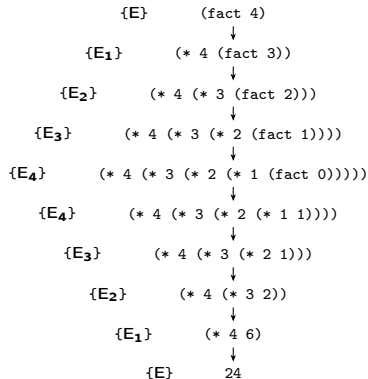 {E} (fact 4)
{E₁} (* 4 (fact 3))
{E₂} (* 4 (* 3 (fact 2)))
{E₃} (* 4 (* 3 (* 2 (fact 1))))
{E₄} (* 4 (* 3 (* 2 (* 1 (fact 0)))))
{E₄} (* 4 (* 3 (* 2 (* 1 1))))
{E₃} (* 4 (* 3 (* 2 1)))
{E₂} (* 4 (* 3 2))
{E₁} (* 4 6)
{E} 24